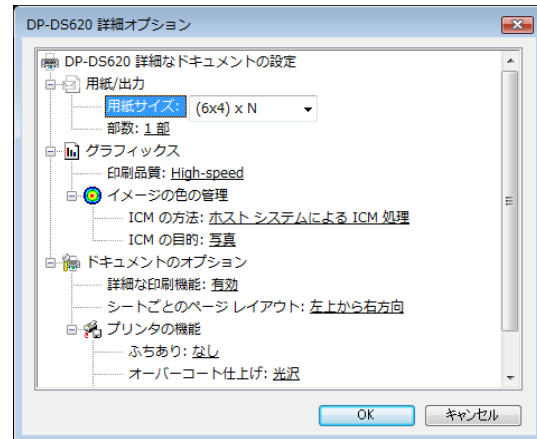 DP-DS620 詳細オプション
DP-DS620 詳細なドキュメントの設定
用紙/出力
用紙サイズ: (6x4) x N
部数: 1 部
グラフィックス
印刷品質: High-speed
イメージの色の管理
ICM の方法: ホスト システムによる ICM 処理
ICM の目的: 写真
ドキュメントのオプション
詳細な印刷機能: 有効
シートごとのページ レイアウト: 左上から右方向
プリンタの機能
ふちあり: なし
オーバーコート仕上げ: 光沢
OK キャンセル